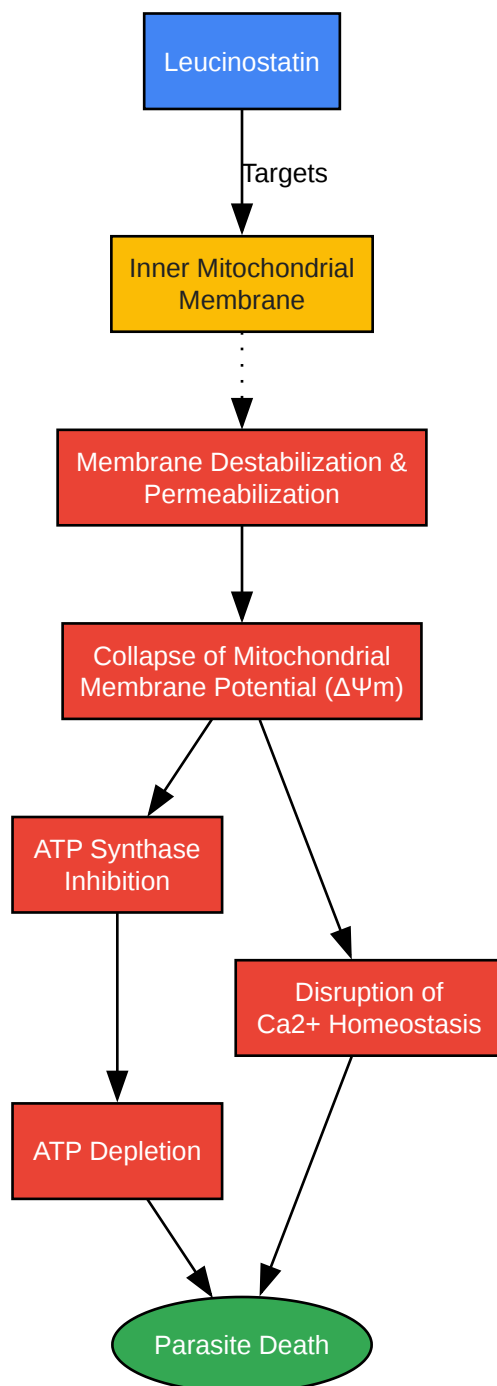 Leucinostatin
Targets
Inner Mitochondrial
Membrane
Membrane Destabilization &
Permeabilization
Collapse of Mitochondrial
Membrane Potential (ΔΨm)
ATP Synthase
Inhibition
Disruption of
Ca2+ Homeostasis
ATP Depletion
Parasite Death